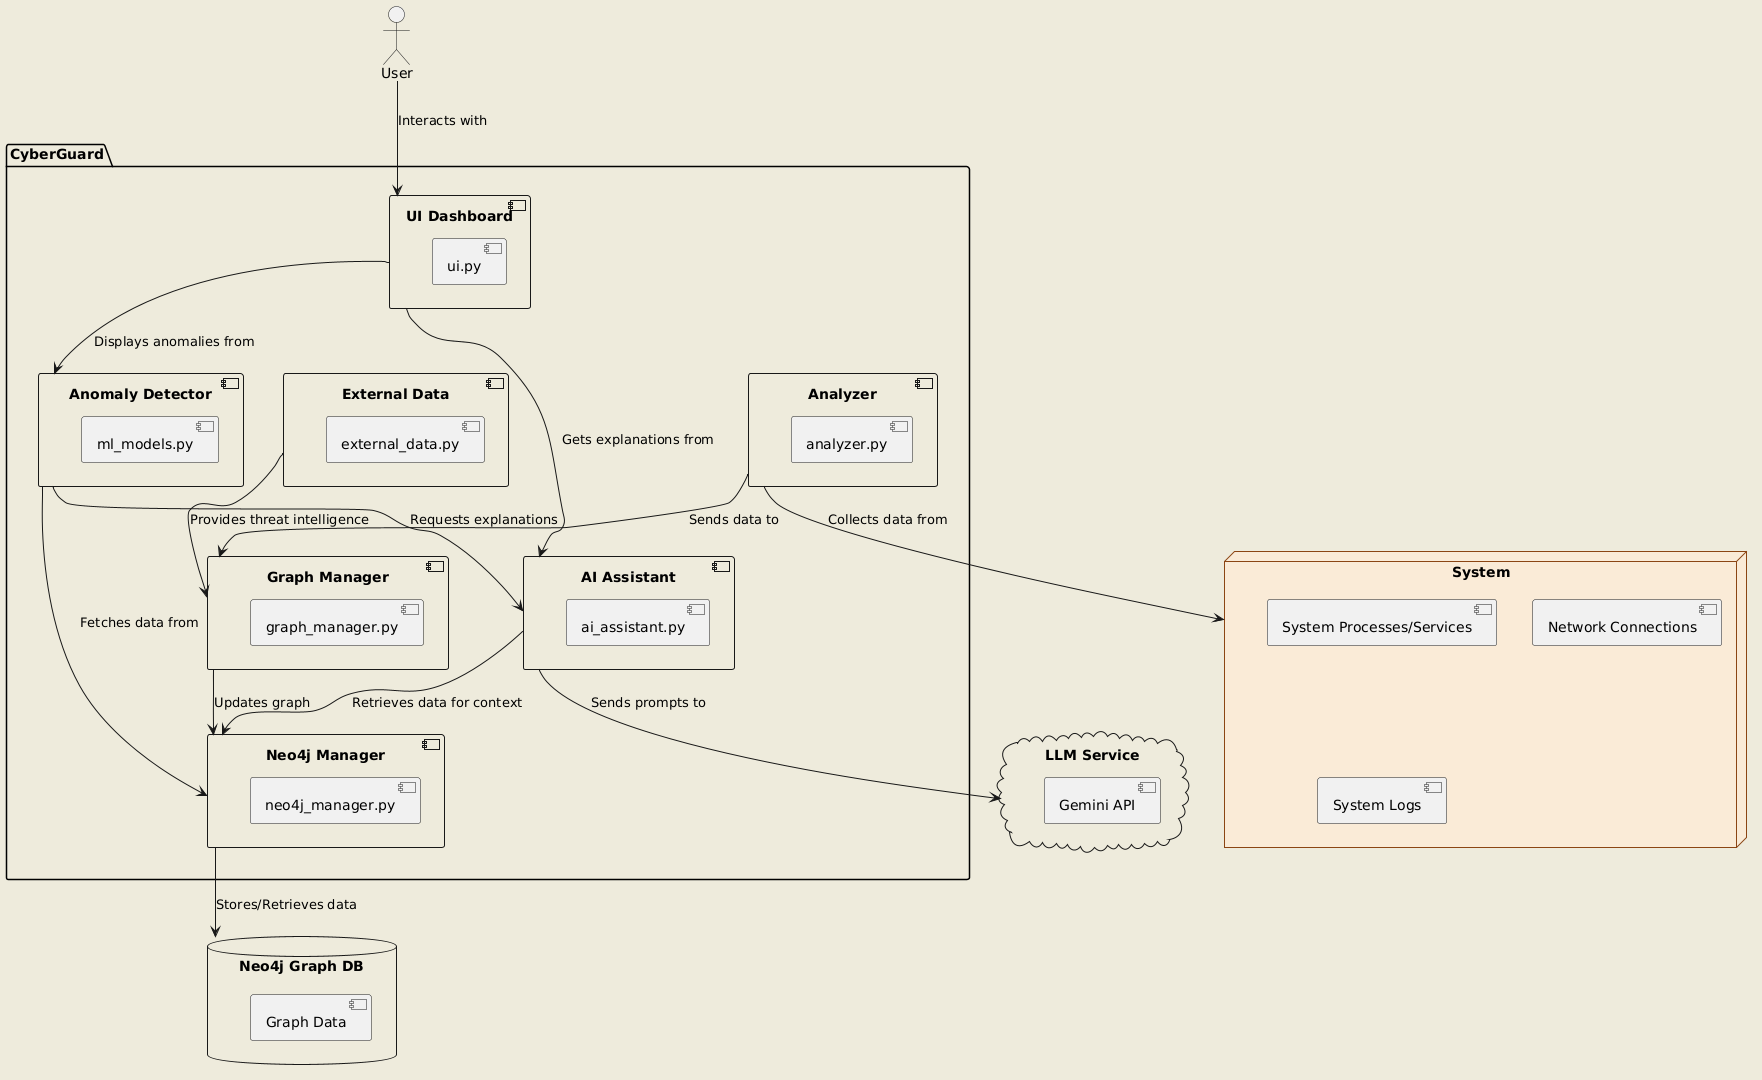 User
Interacts with
CyberGuard
UI Dashboard
ui.py
Displays anomalies from
Anomaly Detector
ml_models.py
External Data
external_data.py
Gets explanations from
Analyzer
analyzer.py
Provides threat intelligence
Requests explanations
Sends data to
Collects data from
Graph Manager
graph_manager.py
AI Assistant
ai_assistant.py
System
System Processes/Services
Network Connections
Fetches data from
Updates graph
Retrieves data for context
Sends prompts to
Neo4j Manager
neo4j_manager.py
LLM Service
Gemini API
System Logs
Stores/Retrieves data
Neo4j Graph DB
Graph Data